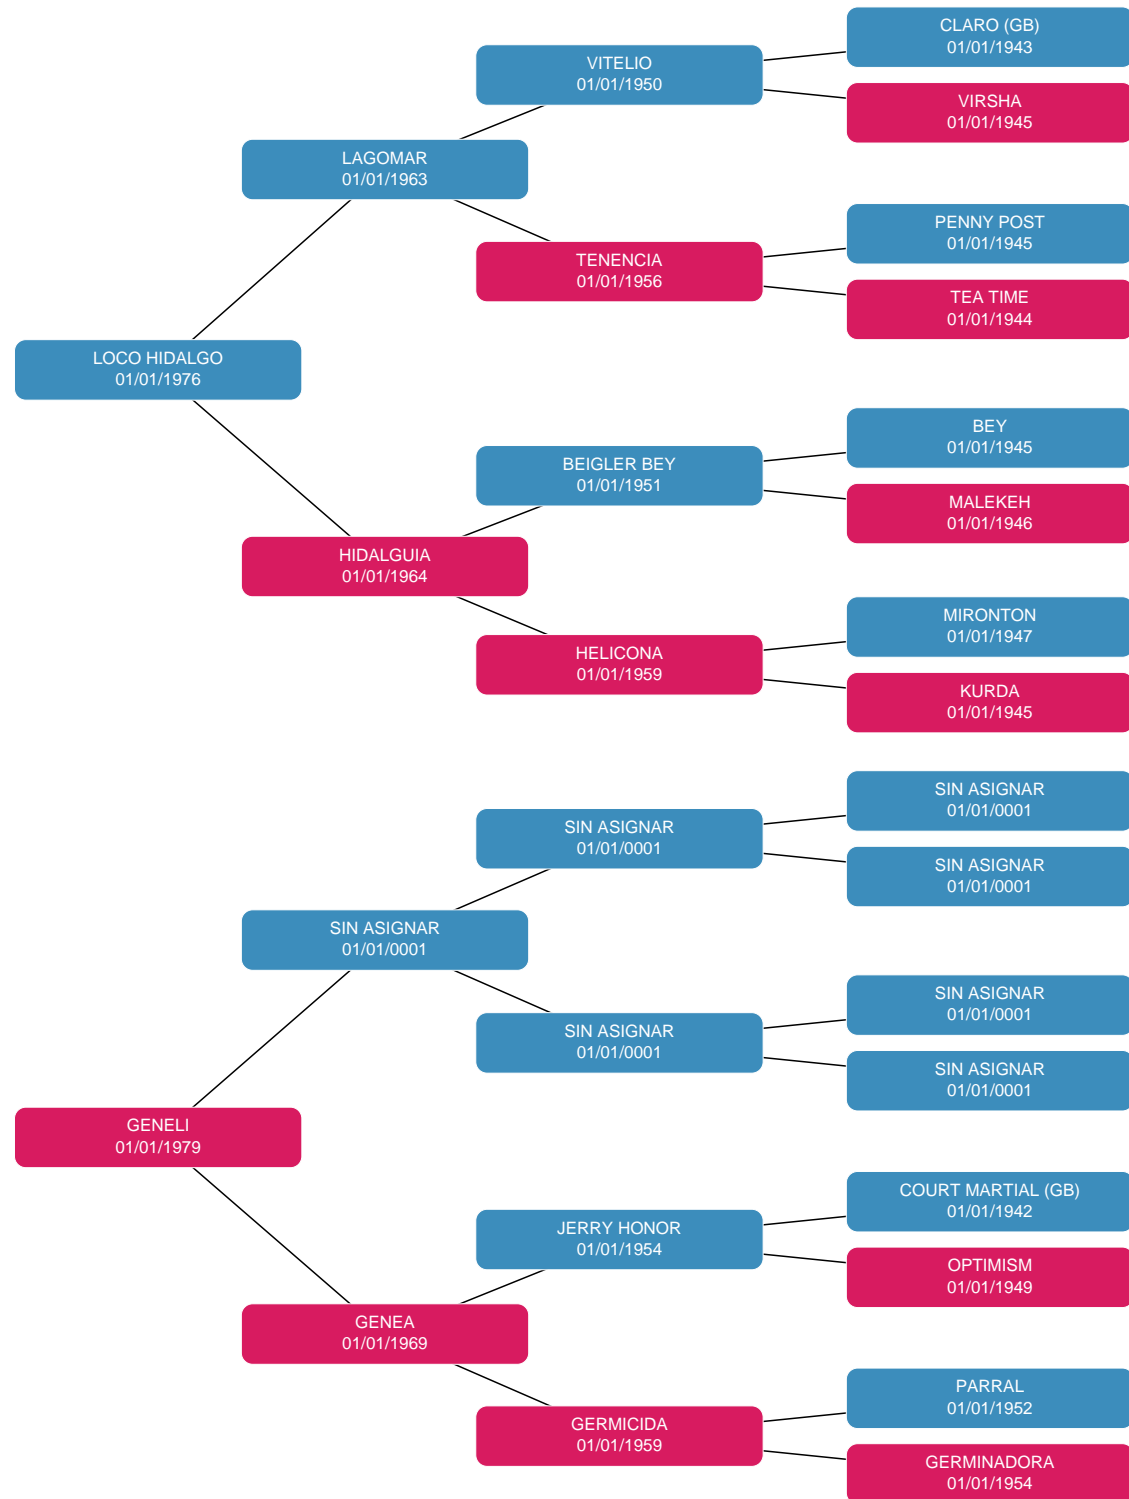 CLARO (GB)
01/01/1943
VITELIO
01/01/1950
VIRSHA
01/01/1945
LAGOMAR
01/01/1963
PENNY POST
01/01/1945
TENENCIA
01/01/1956
TEA TIME
01/01/1944
LOCO HIDALGO
01/01/1976
BEY
01/01/1945
BEIGLER BEY
01/01/1951
MALEKEH
01/01/1946
HIDALGUIA
01/01/1964
MIRONTON
01/01/1947
HELICONA
01/01/1959
KURDA
01/01/1945
SIN ASIGNAR
01/01/0001
SIN ASIGNAR
01/01/0001
SIN ASIGNAR
01/01/0001
SIN ASIGNAR
01/01/0001
SIN ASIGNAR
01/01/0001
SIN ASIGNAR
01/01/0001
SIN ASIGNAR
01/01/0001
GENELI
01/01/1979
COURT MARTIAL (GB)
01/01/1942
JERRY HONOR
01/01/1954
OPTIMISM
01/01/1949
GENEA
01/01/1969
PARRAL
01/01/1952
GERMICIDA
01/01/1959
GERMINADORA
01/01/1954